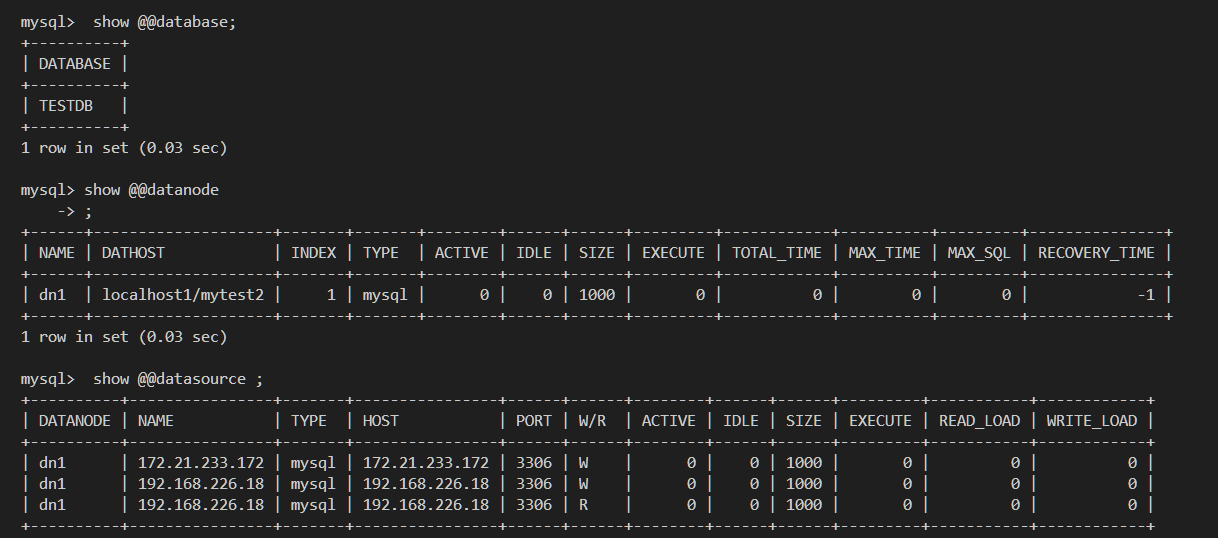 mysql>  show @@database;
+----------+
| DATABASE |
+----------+
| TESTDB   |
+----------+
1 row in set (0.03 sec)

mysql> show @@datanode
    -> ;
+------+--------------------+-------+-------+--------+------+------+---------+------------+----------+---------+---------------+
| NAME | DATHOST            | INDEX | TYPE  | ACTIVE | IDLE | SIZE | EXECUTE | TOTAL_TIME | MAX_TIME | MAX_SQL | RECOVERY_TIME |
+------+--------------------+-------+-------+--------+------+------+---------+------------+----------+---------+---------------+
| dn1  | localhost1/mytest2 |     1 | mysql |      0 |    0 | 1000 |       0 |          0 |        0 |       0 |            -1 |
+------+--------------------+-------+-------+--------+------+------+---------+------------+----------+---------+---------------+
1 row in set (0.03 sec)

mysql>  show @@datasource ;
+----------+----------------+-------+----------------+------+------+--------+------+------+---------+-----------+------------+
| DATANODE | NAME           | TYPE  | HOST           | PORT | W/R  | ACTIVE | IDLE | SIZE | EXECUTE | READ_LOAD | WRITE_LOAD |
+----------+----------------+-------+----------------+------+------+--------+------+------+---------+-----------+------------+
| dn1      | 172.21.233.172 | mysql | 172.21.233.172 | 3306 | W    |      0 |    0 | 1000 |       0 |         0 |          0 |
| dn1      | 192.168.226.18 | mysql | 192.168.226.18 | 3306 | W    |      0 |    0 | 1000 |       0 |         0 |          0 |
| dn1      | 192.168.226.18 | mysql | 192.168.226.18 | 3306 | R    |      0 |    0 | 1000 |       0 |         0 |          0 |
+----------+----------------+-------+----------------+------+------+--------+------+------+---------+-----------+------------+